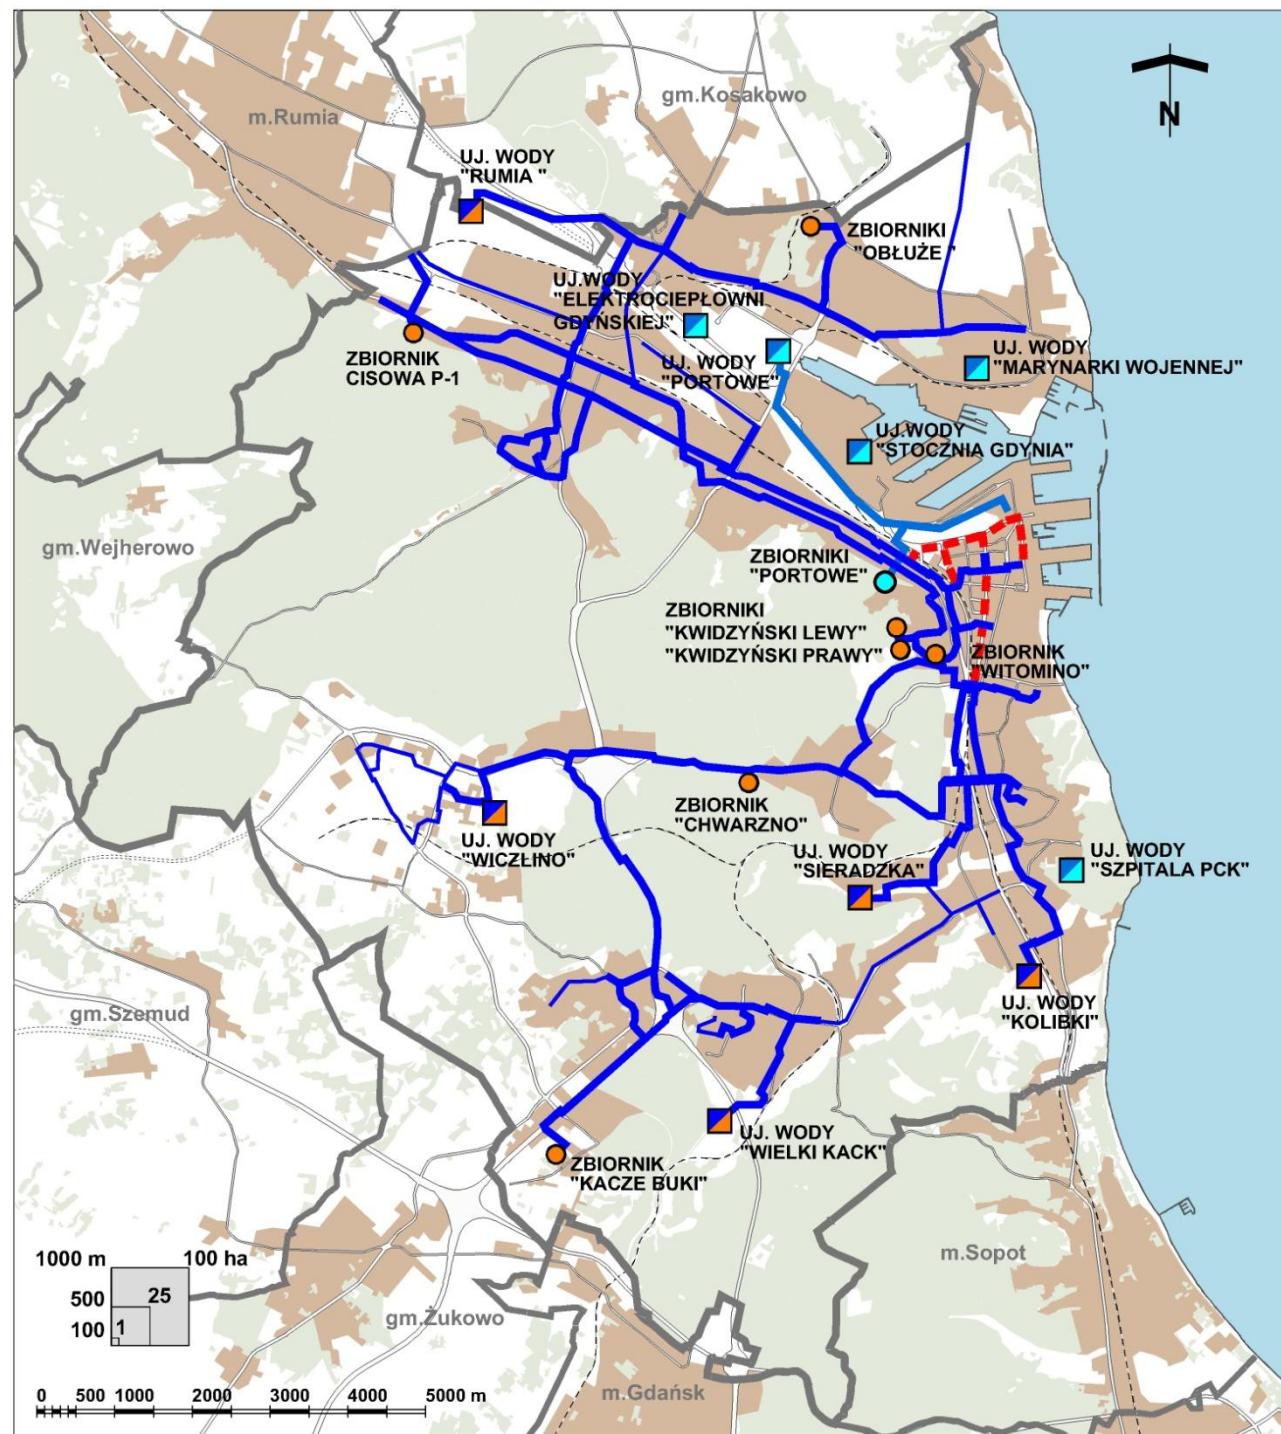 gm.Kosakowo
m.Rumia
N
UJ. WODY
"RUMIA "
ZBIORNIKI
"OBŁUŻE "
UJ.WODY
"ELEKTROCIEPŁOWNI
GDYŃSKIEJ"
ZBIORNIK
CISOWA P-1
UJ. WODY
"PORTOWE"
UJ. WODY
"MARYNARKI WOJENNEJ"
UJ.WODY
"STOCZNIA GDYNIA"
gm.Wejherowo
ZBIORNIKI
"PORTOWE"
ZBIORNIKI
"KWIDZYŃSKI LEWY"
"KWIDZYŃSKI PRAWY"
ZBIORNIK
"WITOMINO"
ZBIORNIK
"CHWARZNO"
UJ. WODY
"WICZLINO"
UJ. WODY
"SIERADZKA"
UJ. WODY
"SZPITALA PCK"
gm.Szemud
UJ. WODY
"KOLIBKI"
UJ. WODY
"WIELKI KACK"
ZBIORNIK
"KACZE BUKI"
m.Sopot
1000 m 100 ha
500 25
100 1
gm.Żukowo
m.Gdańsk
0 500 1000 2000 3000 4000 5000 m